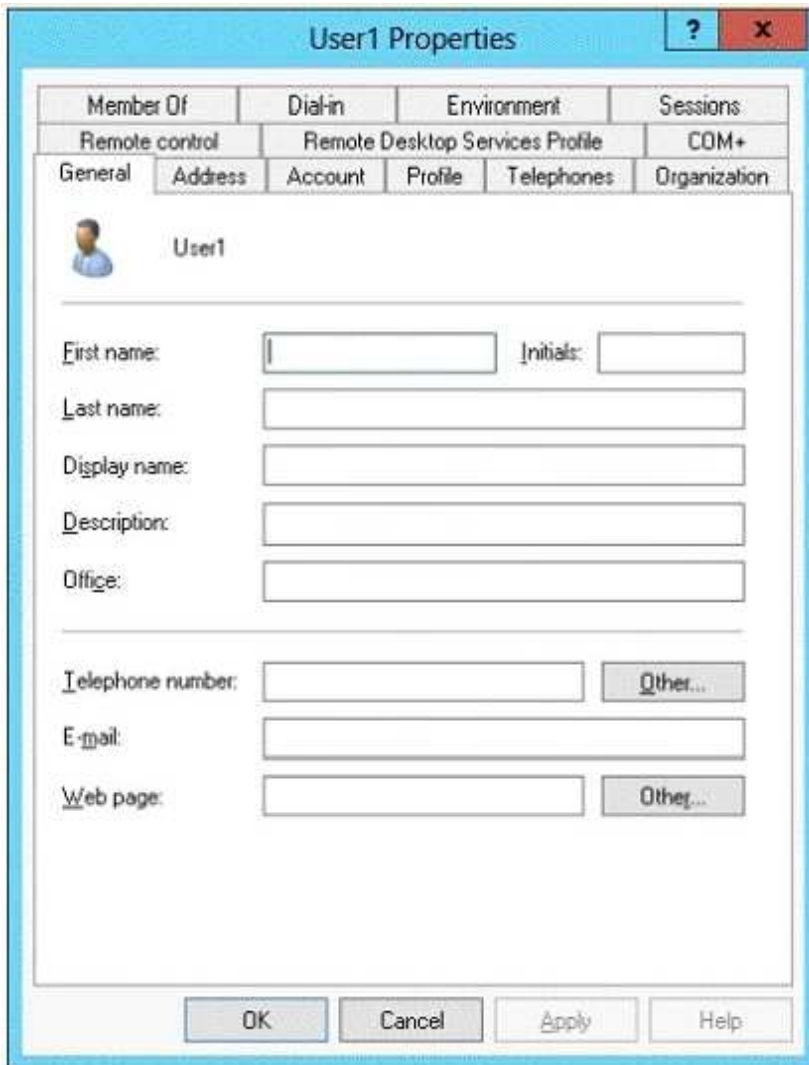 User1 Properties ? x
Member Of Dial-in Environment Sessions
Remote control Remote Desktop Services Profile COM+
General Address Account Profile Telephones Organization
User1
First name: Initials:
Last name:
Display name:
Description:
Office:
Telephone number: Other...
E-mail:
Web page: Other...
OK Cancel Apply Help